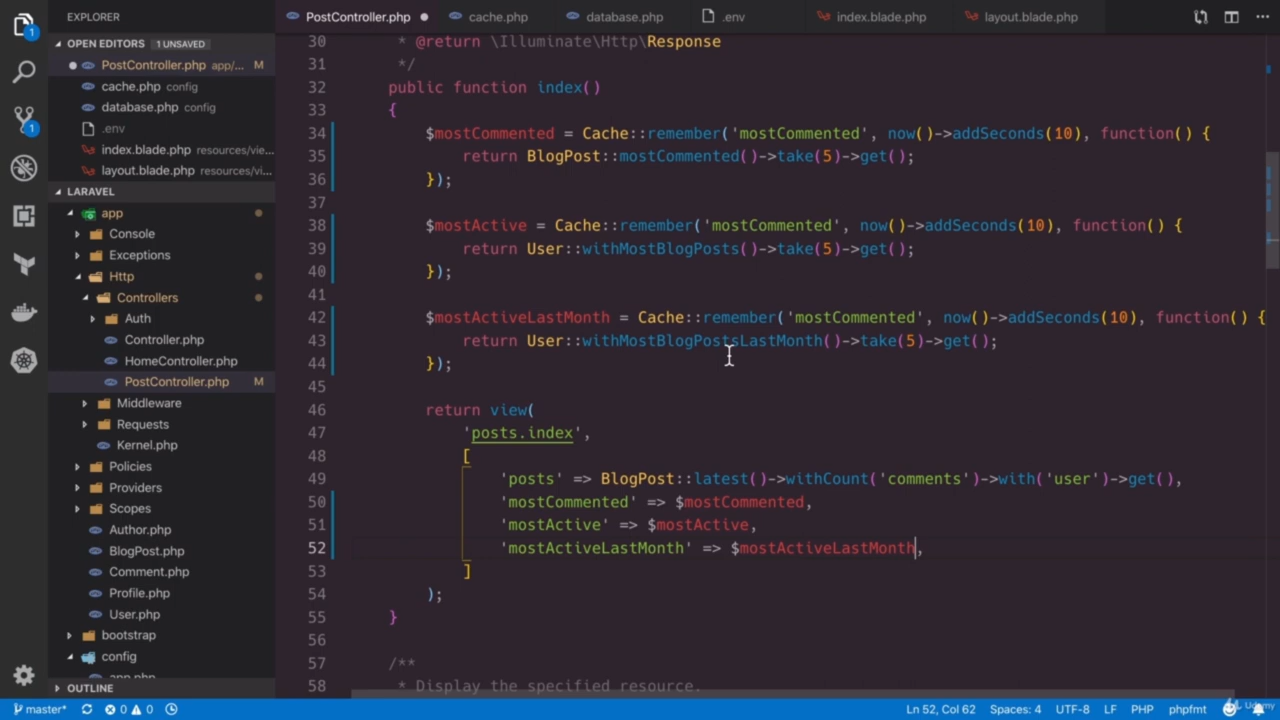 EXPLORER
PostController.php
cache.php
database.php
.env
index.blade.php
layout.blade.php
OPEN EDITORS 1 UNSAVED
PostController.php app/... M
cache.php config
database.php config
.env
index.blade.php resources/vie...
layout.blade.php resources/vi...
LARAVEL
app
Console
Exceptions
Http
Controllers
Auth
Controller.php
HomeController.php
PostController.php M
Middleware
Requests
Kernel.php
Policies
Providers
Scopes
Author.php
BlogPost.php
Comment.php
Profile.php
User.php
bootstrap
config
app.php
OUTLINE
30 * @return \Illuminate\Http\Response
31 */
32 public function index()
33 {
34 $mostCommented = Cache::remember('mostCommented', now()->addSeconds(10), function() {
35 return BlogPost::mostCommented()->take(5)->get();
36 });
37
38 $mostActive = Cache::remember('mostCommented', now()->addSeconds(10), function() {
39 return User::withMostBlogPosts()->take(5)->get();
40 });
41
42 $mostActiveLastMonth = Cache::remember('mostCommented', now()->addSeconds(10), function() {
43 return User::withMostBlogPostsLastMonth()->take(5)->get();
44 });
45
46 return view(
47 'posts.index',
48 [
49 'posts' => BlogPost::latest()->withCount('comments')->with('user')->get(),
50 'mostCommented' => $mostCommented,
51 'mostActive' => $mostActive,
52 'mostActiveLastMonth' => $mostActiveLastMonth,
53 ]
54 );
55 }
56
57 /**
58 * Display the specified resource.
1
1
master* 0 0 Ln 52, Col 62 Spaces: 4 UTF-8 LF PHP phpfmt
Udemy